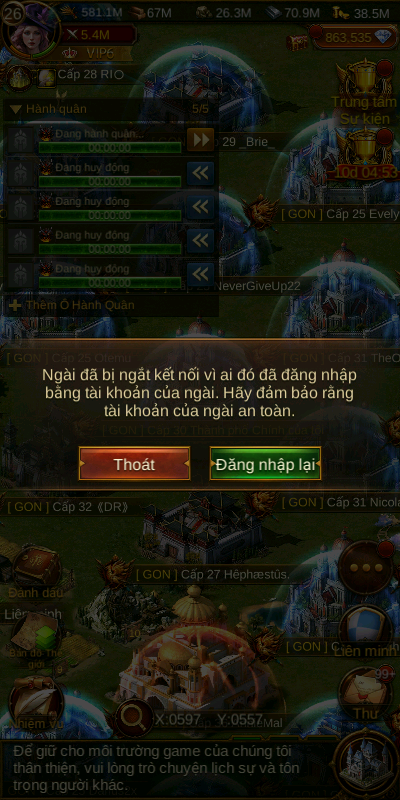 26
581.1M
67M
26.3M
70.9M
38.5M
5.4M
863,535
VIP6
Cấp 28 RIO
Hành quân
5/5
Trung tâm
Sự kiện
Đang hành quân...
00:00:00
29 _Brie_
Đang huy động
00:00:00
10d 04:53
Đang huy động
00:00:00
[ GON ] Cấp 25 Evely
Đang huy động
00:00:00
Đang huy động
00:00:00
NeverGiveUp22
Thêm Ô Hành Quân
[ GON ] Cấp 25
Cấp 31 TheO
Ngài đã bị ngắt kết nối vì ai đó đã đăng nhập
bằng tài khoản của ngài. Hãy đảm bảo rằng
tài khoản của ngài an toàn.
Thoát
Đăng nhập lại
[ GON ] Cấp 32 《DR》
[ GON ] Cấp 31 Nicola
[ GON ] Cấp 27 Hêphæstûs.
Đánh dấu
Liên minh
Bản đồ Thế
giới
10
[ GON ]
Liên minh
99+
Nhiệm vụ
X:0597
Y:0557
Mal
Thư
Để giữ cho môi trường game của chúng tôi
thân thiện, vui lòng trò chuyện lịch sự và tôn
trọng người khác.